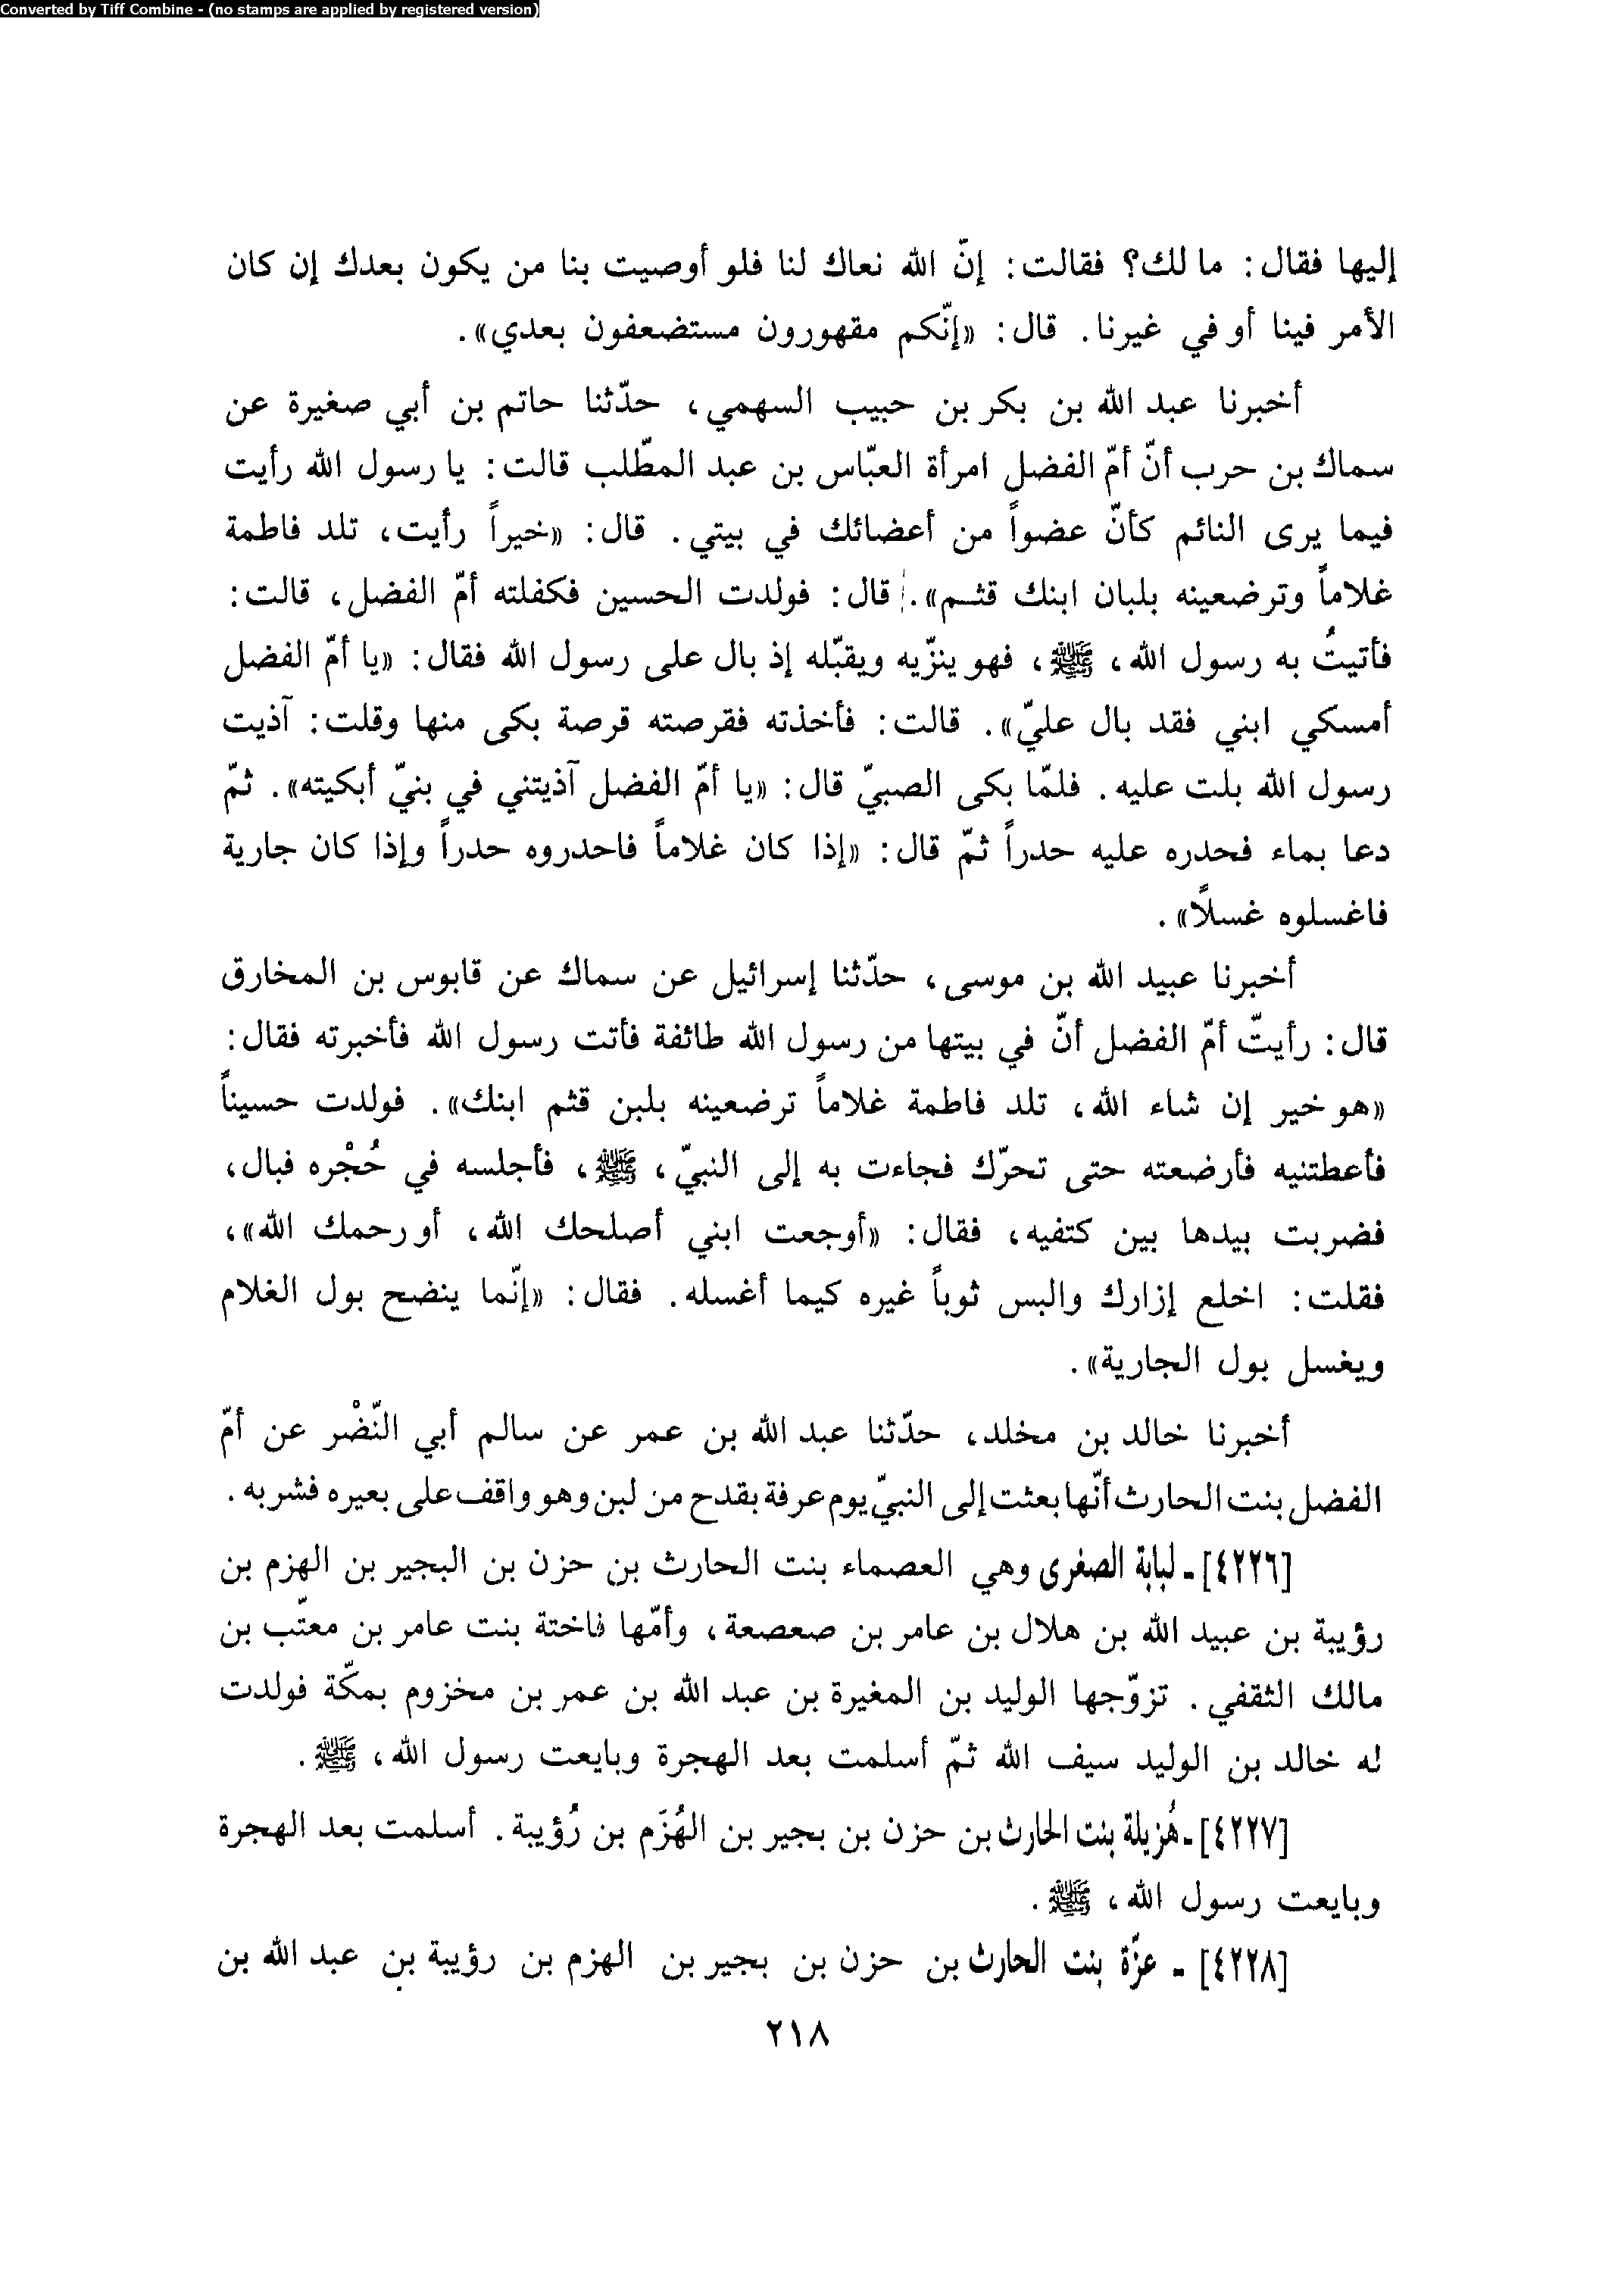 Converted by Tiff Combine - (no stamps are applied by registered version)
إليها فقال: ما لك؟ فقالت: إنّ الله نعاك لنا فلو أوصيت بنا من يكون بعدك إن كان
الأمر فينا أو في غيرنا. قال: «إنّكم مقهورون مستضعفون بعدي».
أخبرنا عبد الله بن بكر بن حبيب السهمي، حدّثنا حاتم بن أبي صغيرة عن
سماك بن حرب أنّ أمّ الفضل امرأة العبّاس بن عبد المطّلب قالت: يا رسول الله رأيت
فيما يرى النائم كأنّ عضواً من أعضائك في بيتي. قال: «خيراً رأيت، تلد فاطمة
غلاماً وترضعينه بلبان ابنك قثم». قال: فولدت الحسين فكفلته أمّ الفضل، قالت:
فأتيتُ به رسول الله، ﷺ، فهو ينزّيه ويقبّله إذ بال على رسول الله فقال: «يا أمّ الفضل
أمسكي ابني فقد بال عليّ». قالت: فأخذته فقرصته قرصة بكى منها وقلت: آذيت
رسول الله بلت عليه. فلمّا بكى الصبيّ قال: «يا أمّ الفضل آذيتني في بنيّ أبكيته». ثمّ
دعا بماء فحدره عليه حدراً ثمّ قال: «إذا كان غلاماً فاحدروه حدراً وإذا كان جارية
فاغسلوه غسلًا».
أخبرنا عبيد الله بن موسى، حدّثنا إسرائيل عن سماك عن قابوس بن المخارق
قال: رأيتّ أمّ الفضل أنّ في بيتها من رسول الله طائفة فأتت رسول الله فأخبرته فقال:
«هو خير إن شاء الله، تلد فاطمة غلاماً ترضعينه بلبن قثم ابنك». فولدت حسيناً
فأعطتنيه فأرضعته حتى تحرّك فجاءت به إلى النبيّ، ﷺ، فأجلسه في حُجْره فبال،
فضربت بيدها بين كتفيه، فقال: «أوجعت ابني أصلحك الله، أو رحمك الله»،
فقلت: اخلع إزارك والبس ثوباً غيره كيما أغسله. فقال: «إنّما ينضح بول الغلام
ويغسل بول الجارية».
أخبرنا خالد بن مخلد، حدّثنا عبد الله بن عمر عن سالم أبي النّضْر عن أمّ
الفضل بنت الحارث أنّها بعثت إلى النبيّ يوم عرفة بقدح من لبن وهو واقف على بعيره فشربه.
[٤٢٢٦] - لبابة الصغرى وهي العصماء بنت الحارث بن حزن بن البجير بن الهزم بن
رؤيبة بن عبيد الله بن هلال بن عامر بن صعصعة، وأمّها فاختة بنت عامر بن معتّب بن
مالك الثقفي. تزوّجها الوليد بن المغيرة بن عبد الله بن عمر بن مخزوم بمكّة فولدت
له خالد بن الوليد سيف الله ثمّ أسلمت بعد الهجرة وبايعت رسول الله، ﷺ.
[٤٢٢٧] - هُزيلة بنت الحارث بن حزن بن بجير بن الهُزَم بن رُؤيبة. أسلمت بعد الهجرة
وبايعت رسول الله، ﷺ.
[٤٢٢٨] - عزّة بنت الحارث بن حزن بن بجير بن الهزم بن رؤيبة بن عبد الله بن
٢١٨